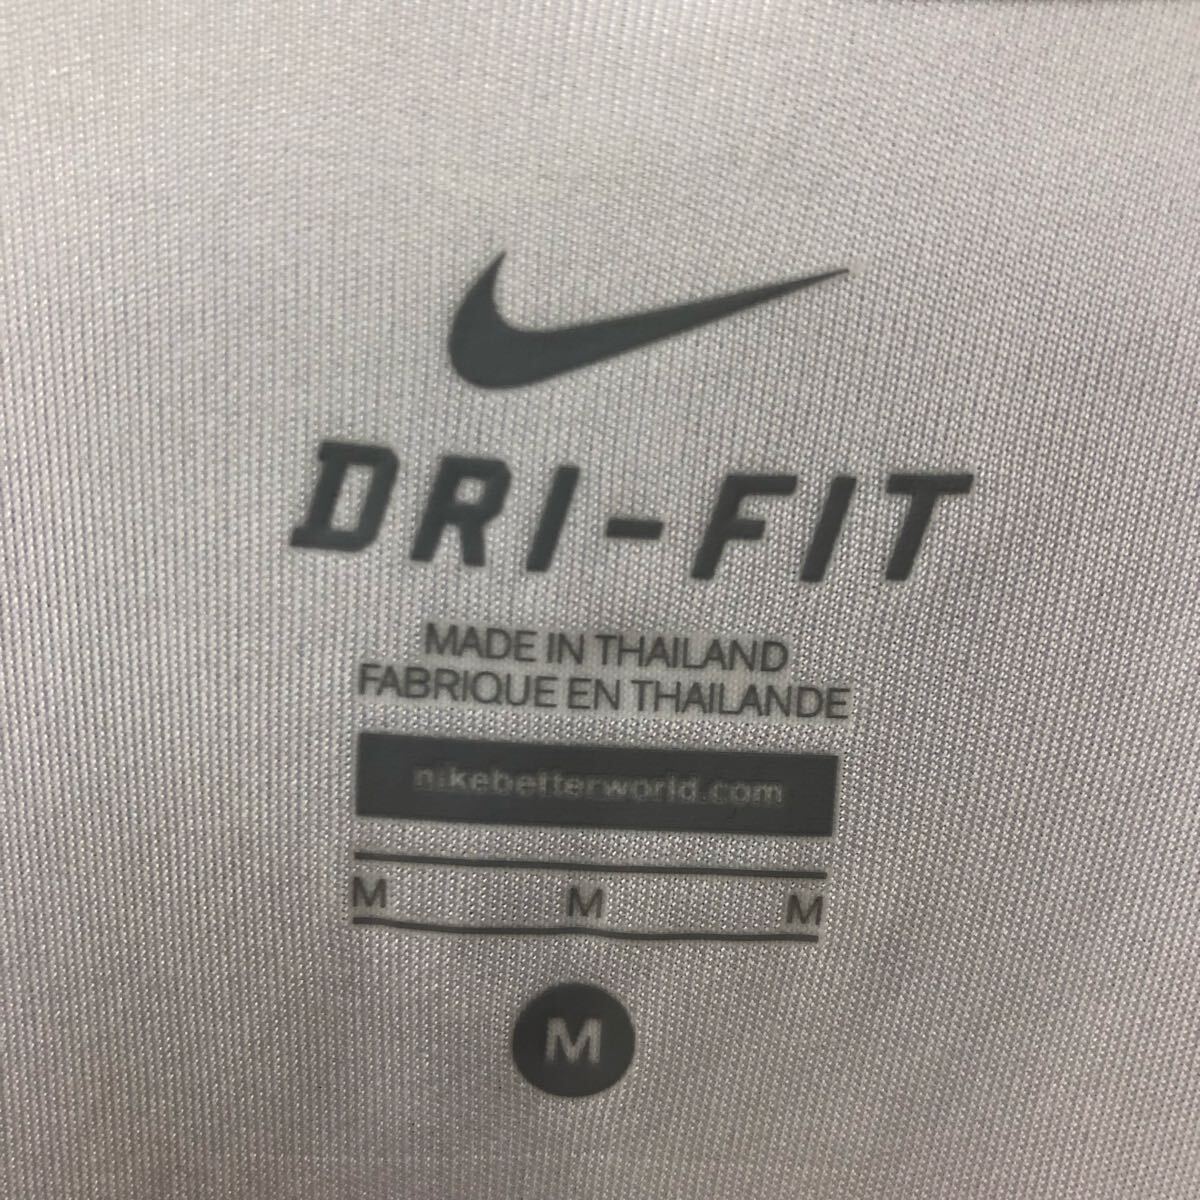 DRI-FIT
MADE IN THAILAND
FABRIQUE EN THAILANDE
nikebetterworld.com
M M M
M